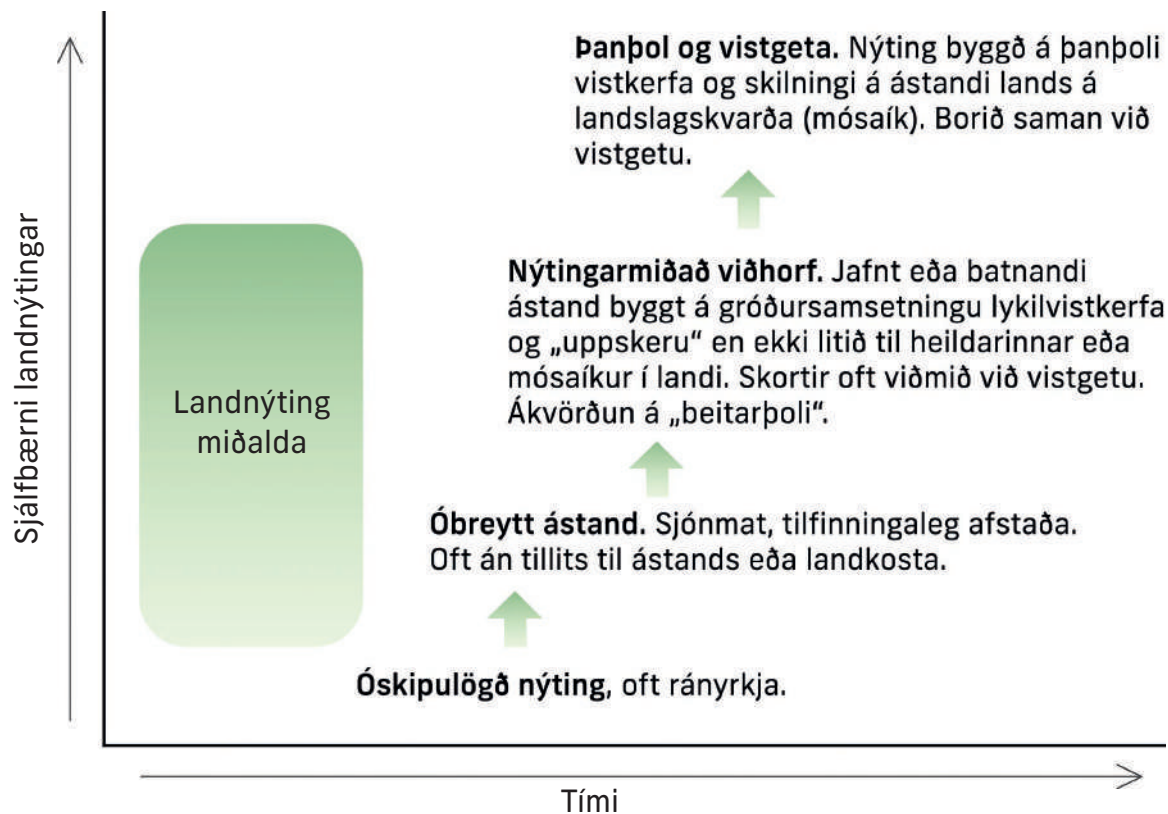 Sjálfbærni landnýtingar
Þanþol og vistgeta. Nýting byggð á þanþoli
vistkerfa og skilningi á ástandi lands á
landslagskvarða (mósaík). Borið saman við
vistgetu.
Nýtingarmiðað viðhorf. Jafnt eða batnandi
ástand byggt á gróðursamsetningu lykilvistkerfa
og „uppskeru“ en ekki litið til heildarinnar eða
mósaíkur í landi. Skortir oft viðmið við vistgetu.
Ákvörðun á „beitarþoli“.
Landnýting
miðalda
Óbreytt ástand. Sjónmat, tilfinningaleg afstaða.
Oft án tillits til ástands eða landkosta.
Óskipulögð nýting, oft rányrkja.
Tími